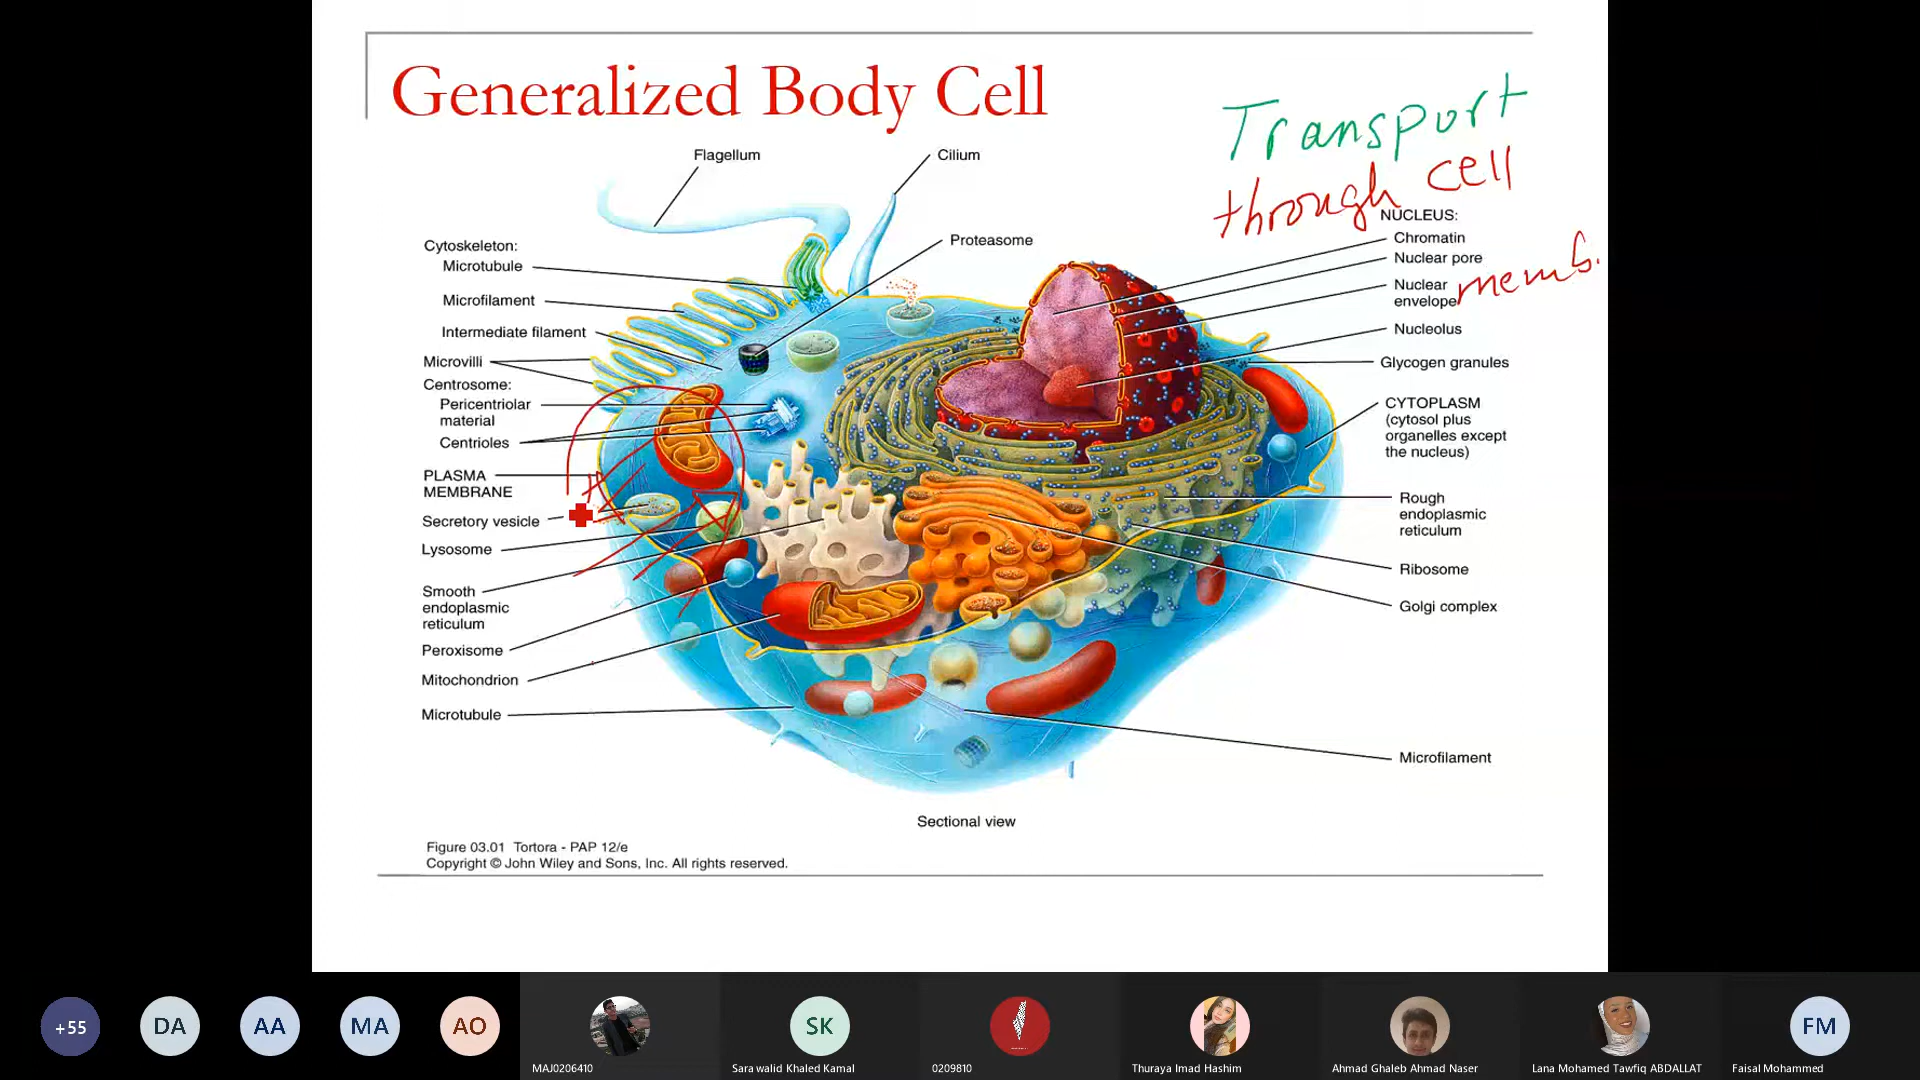 Generalized Body Cell
Transport
through cell
memb.
Flagellum
Cilium
Proteasome
Cytoskeleton:
Microtubule
Microfilament
Intermediate filament
Microvilli
Centrosome:
Pericentriolar
material
Centrioles
PLASMA
MEMBRANE
Secretory vesicle
Lysosome
Smooth
endoplasmic
reticulum
Peroxisome
Mitochondrion
Microtubule
NUCLEUS:
Chromatin
Nuclear pore
Nuclear
envelope
Nucleolus
Glycogen granules
CYTOPLASM
(cytosol plus
organelles except
the nucleus)
Rough
endoplasmic
reticulum
Ribosome
Golgi complex
Microfilament
Sectional view
Figure 03.01 Tortora - PAP 12/e
Copyright © John Wiley and Sons, Inc. All rights reserved.
+55
DA
AA
MA
AO
SK
FM
MAJ0206410
Sara walid Khaled Kamal
0209810
Thuraya Imad Hashim
Ahmad Ghaleb Ahmad Naser
Lana Mohamed Tawfiq ABDALLAT
Faisal Mohammed